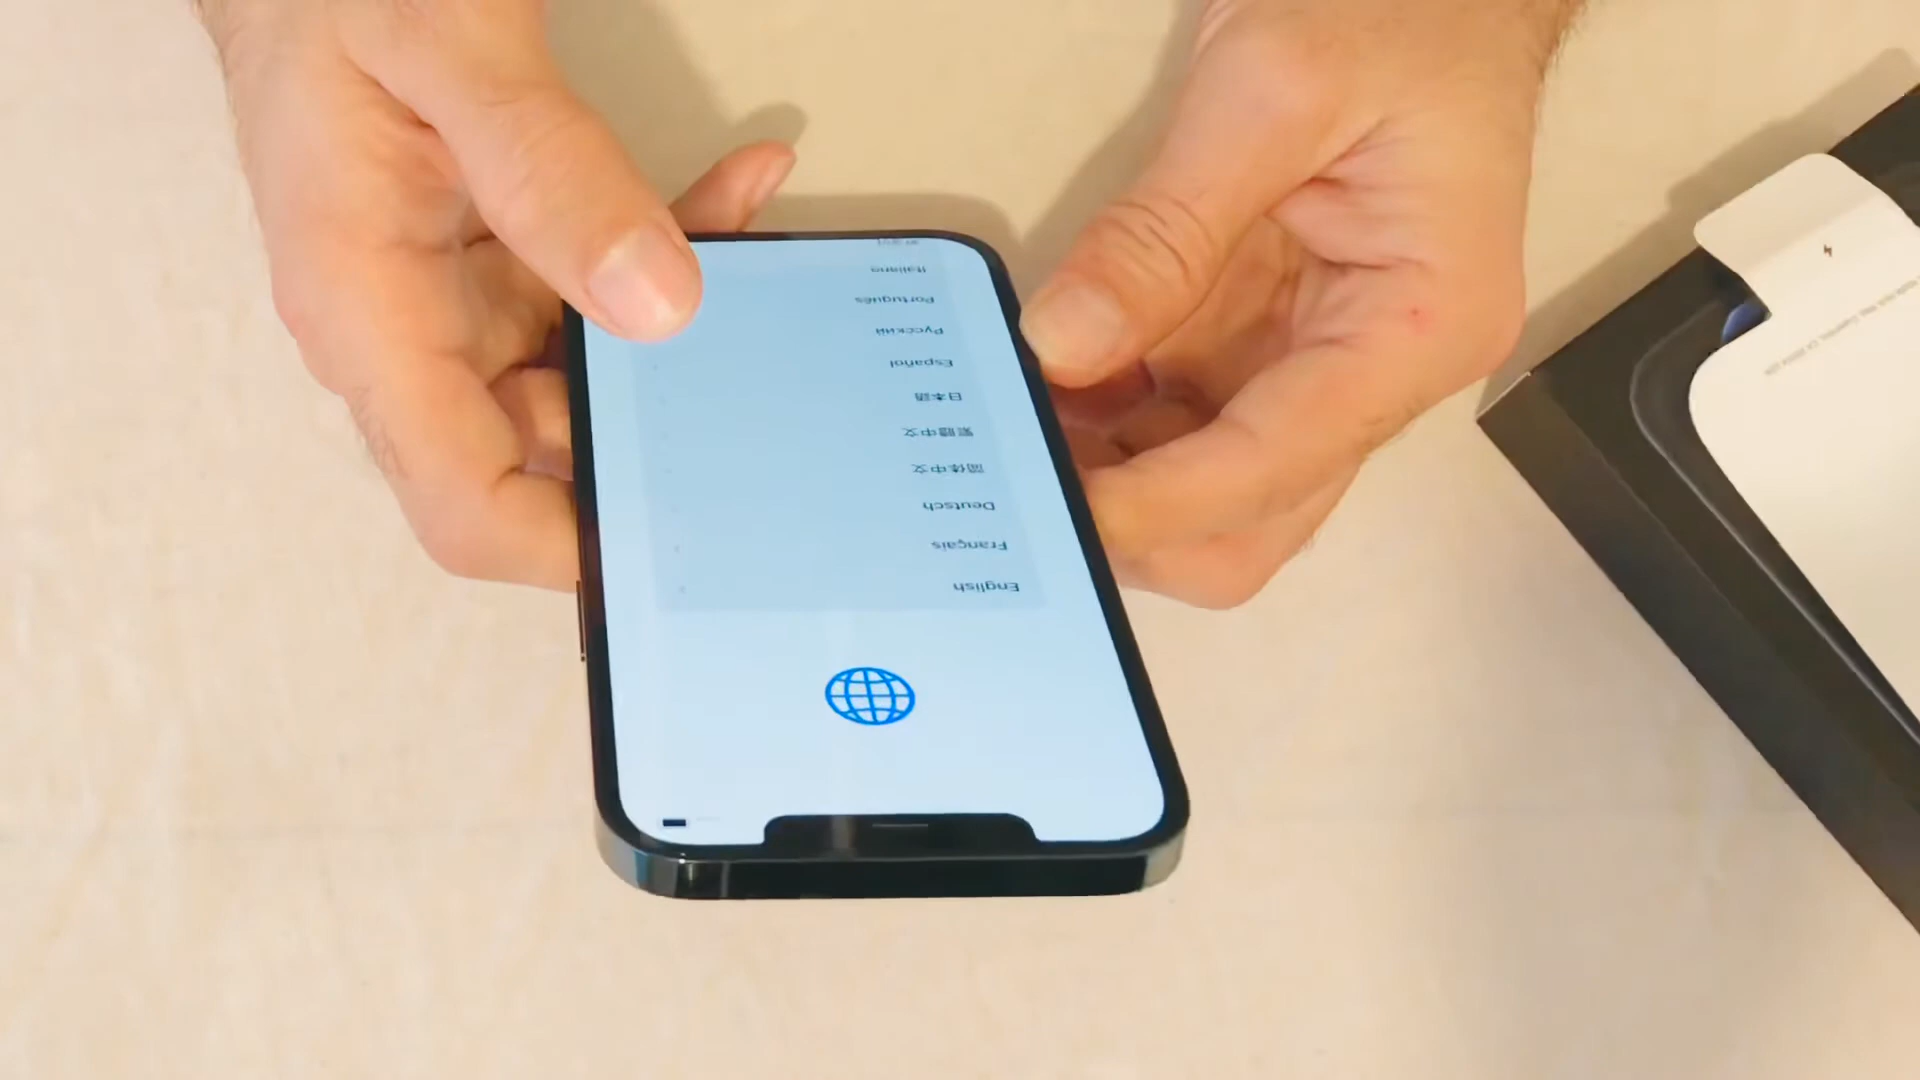 English
Français
Deutsch
简体中文
繁體中文
日本語
Español
Русский
Português
Italiano